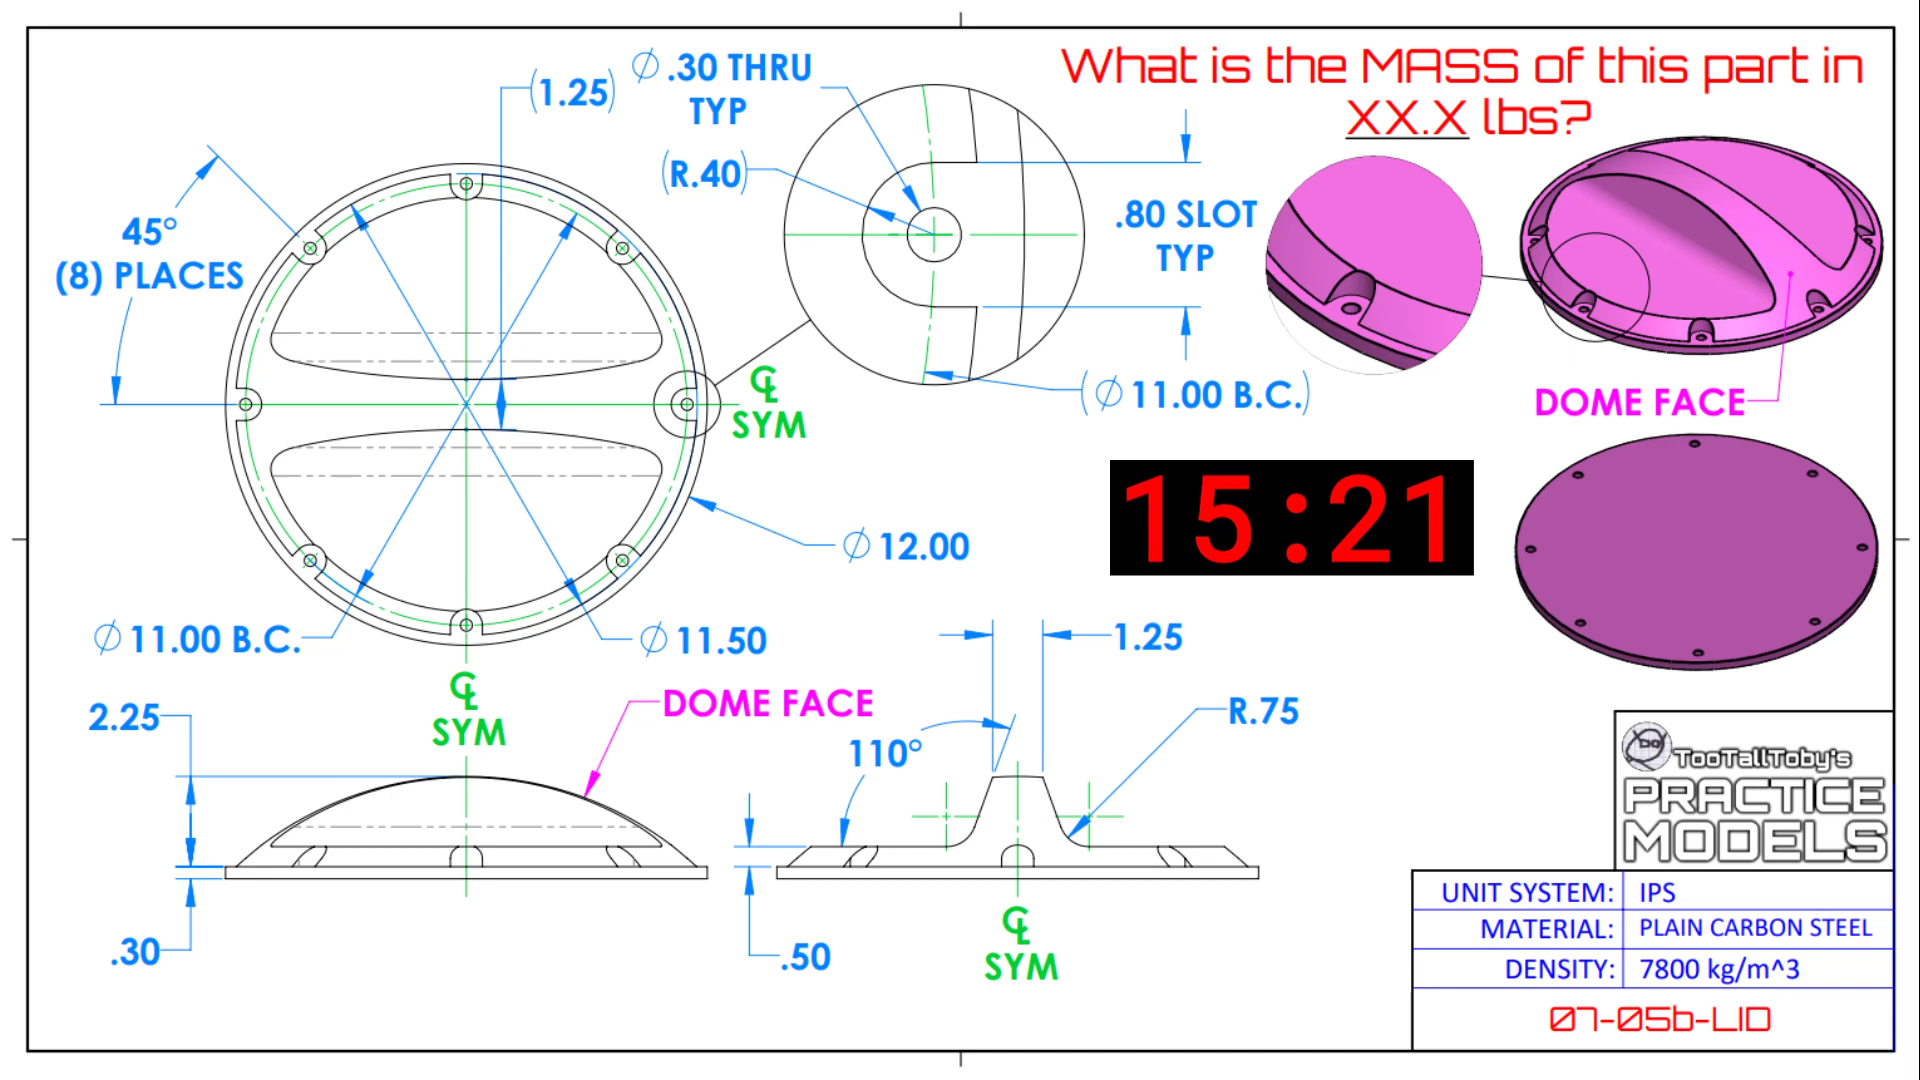 What is the MASS of this part in
XX.X lbs?
(1.25)
Ø .30 THRU
TYP
(R.40)
45°
(8) PLACES
.80 SLOT
TYP
(Ø 11.00 B.C.)
℄
SYM
DOME FACE
Ø 12.00
15:21
Ø 11.00 B.C.
Ø 11.50
℄
SYM
1.25
2.25
DOME FACE
R.75
110°
.30
.50
℄
SYM
TooTallToby's
PRACTICE
MODELS
UNIT SYSTEM: IPS
MATERIAL: PLAIN CARBON STEEL
DENSITY: 7800 kg/m^3
07-05b-LID